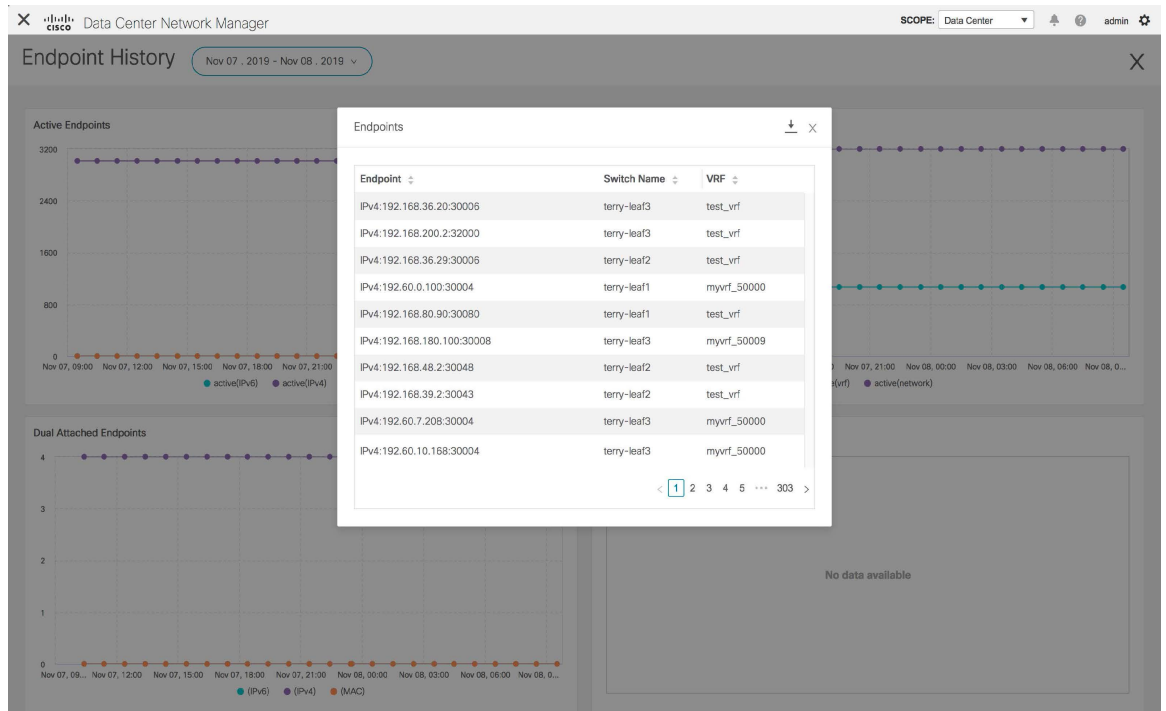 X cisco Data Center Network Manager SCOPE: Data Center admin
Endpoint History Nov 07 . 2019 - Nov 08 . 2019 X
Active Endpoints
3200
2400
1600
800
0
Nov 07, 09:00 Nov 07, 12:00 Nov 07, 15:00 Nov 07, 18:00 Nov 07, 21:00
active(IPv6) active(IPv4)
Endpoints X
Endpoint Switch Name VRF
IPv4:192.168.36.20:30006 terry-leaf3 test_vrf
IPv4:192.168.200.2:32000 terry-leaf3 test_vrf
IPv4:192.168.36.29:30006 terry-leaf2 test_vrf
IPv4:192.60.0.100:30004 terry-leaf1 myvrf_50000
IPv4:192.168.80.90:30080 terry-leaf1 test_vrf
IPv4:192.168.180.100:30008 terry-leaf3 myvrf_50009
IPv4:192.168.48.2:30048 terry-leaf2 test_vrf
IPv4:192.168.39.2:30043 terry-leaf2 test_vrf
IPv4:192.60.7.208:30004 terry-leaf3 myvrf_50000
IPv4:192.60.10.168:30004 terry-leaf3 myvrf_50000
< 1 2 3 4 5 ··· 303 >
Nov 07, 21:00 Nov 08, 00:00 Nov 08, 03:00 Nov 08, 06:00 Nov 08, 0...
(vrf) active(network)
Dual Attached Endpoints
4
3
2
1
0
Nov 07, 09... Nov 07, 12:00 Nov 07, 15:00 Nov 07, 18:00 Nov 07, 21:00 Nov 08, 00:00 Nov 08, 03:00 Nov 08, 06:00 Nov 08, 0...
(IPv6) (IPv4) (MAC)
No data available